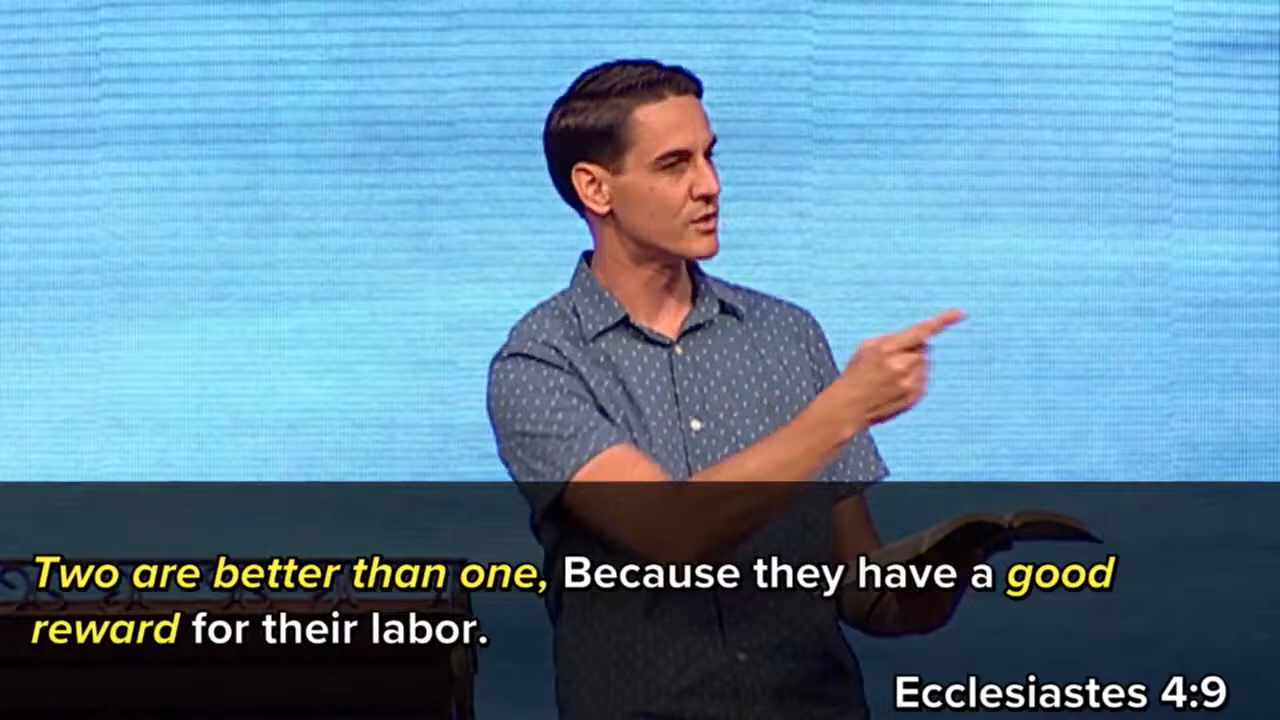 Two are better than one, Because they have a good
reward for their labor.
Ecclesiastes 4:9